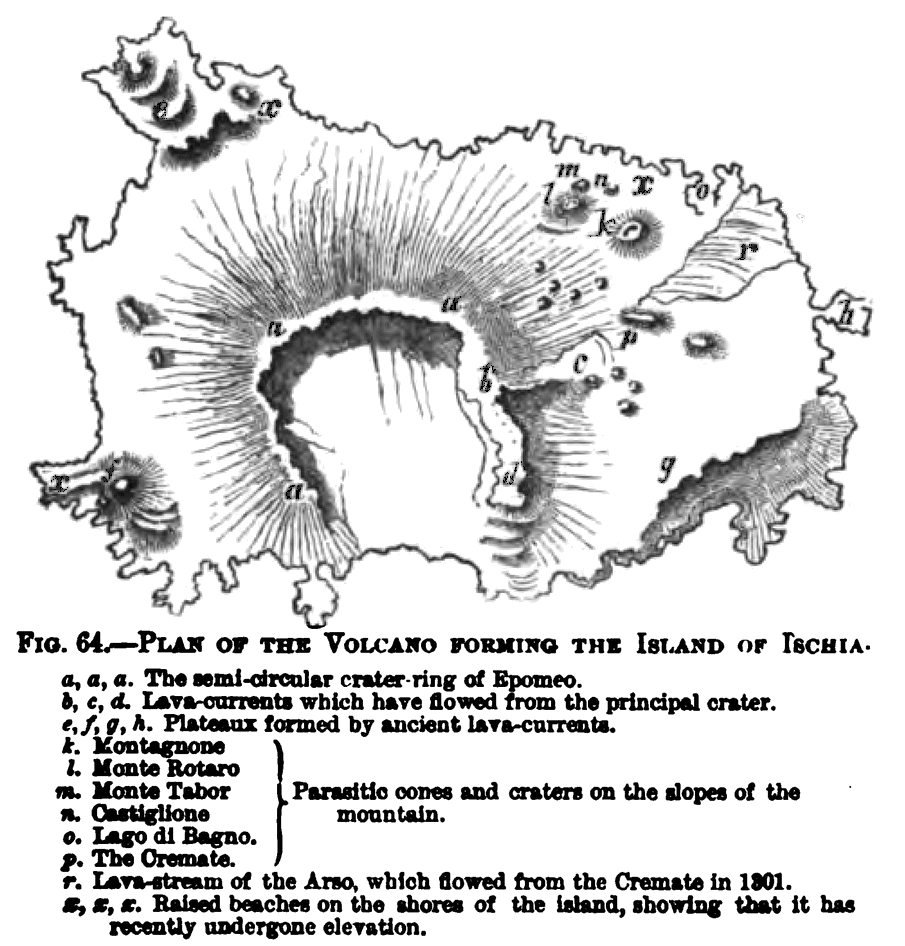 e
x
m
n
x
o
l
k
r
a
a
h
p
b
c
x
f
g
d
a
FIG. 64.—PLAN OF THE VOLCANO FORMING THE ISLAND OF ISCHIA.
a, a, a. The semi-circular crater-ring of Epomeo.
b, c, d. Lava-currents which have flowed from the principal crater.
e, f, g, h. Plateaux formed by ancient lava-currents.
k. Montagnone
l. Monte Rotaro
m. Monte Tabor
n. Castiglione
o. Lago di Bagno.
p. The Cremate.
Parasitic cones and craters on the slopes of the
mountain.
r. Lava-stream of the Arso, which flowed from the Cremate in 1301.
x, x, x. Raised beaches on the shores of the island, showing that it has
recently undergone elevation.